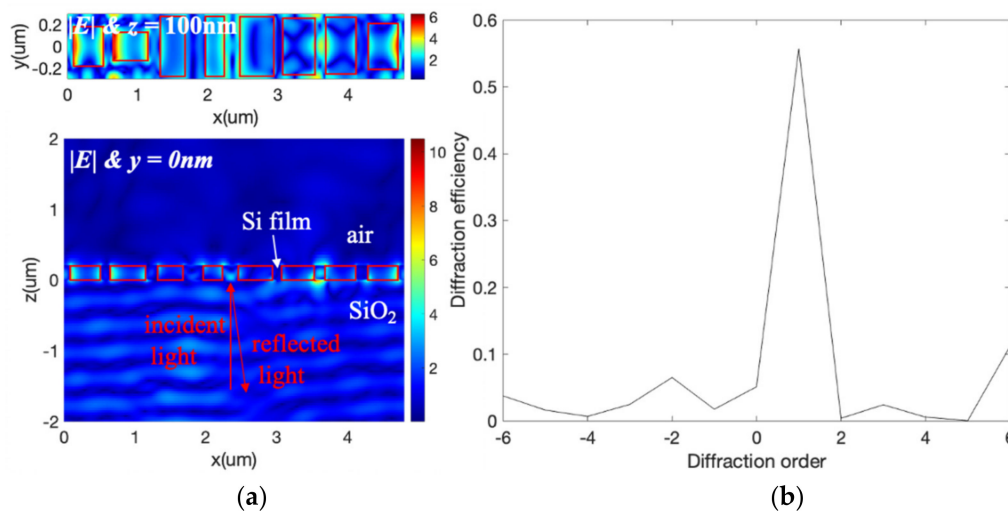 |E| & z = 100nm
y(um)
0.2
0
-0.2
0 1 2 3 4
x(um)
6
4
2
|E| & y = 0nm
z(um)
2
1
0
-1
-2
Si film
air
SiO2
incident
light
reflected
light
0 1 2 3 4
x(um)
10
8
6
4
2
(a)
Diffraction efficiency
0.6
0.5
0.4
0.3
0.2
0.1
0
-6 -4 -2 0 2 4 6
Diffraction order
(b)